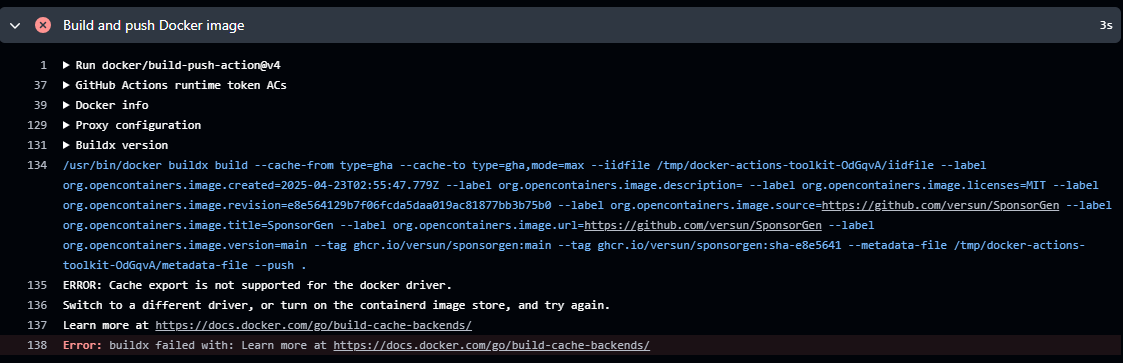 Build and push Docker image 3s
1 Run docker/build-push-action@v4
37 GitHub Actions runtime token ACs
39 Docker info
129 Proxy configuration
131 Buildx version
134 /usr/bin/docker buildx build --cache-from type=gha --cache-to type=gha,mode=max --iidfile /tmp/docker-actions-toolkit-OdGqvA/iidfile --label
org.opencontainers.image.created=2025-04-23T02:55:47.779Z --label org.opencontainers.image.description= --label org.opencontainers.image.licenses=MIT --label
org.opencontainers.image.revision=e8e564129b7f06fcda5daa019ac81877bb3b75b0 --label org.opencontainers.image.source=https://github.com/versun/SponsorGen --label
org.opencontainers.image.title=SponsorGen --label org.opencontainers.image.url=https://github.com/versun/SponsorGen --label
org.opencontainers.image.version=main --tag ghcr.io/versun/sponsorgen:main --tag ghcr.io/versun/sponsorgen:sha-e8e5641 --metadata-file /tmp/docker-actions-
toolkit-OdGqvA/metadata-file --push .
135 ERROR: Cache export is not supported for the docker driver.
136 Switch to a different driver, or turn on the containerd image store, and try again.
137 Learn more at https://docs.docker.com/go/build-cache-backends/
138 Error: buildx failed with: Learn more at https://docs.docker.com/go/build-cache-backends/